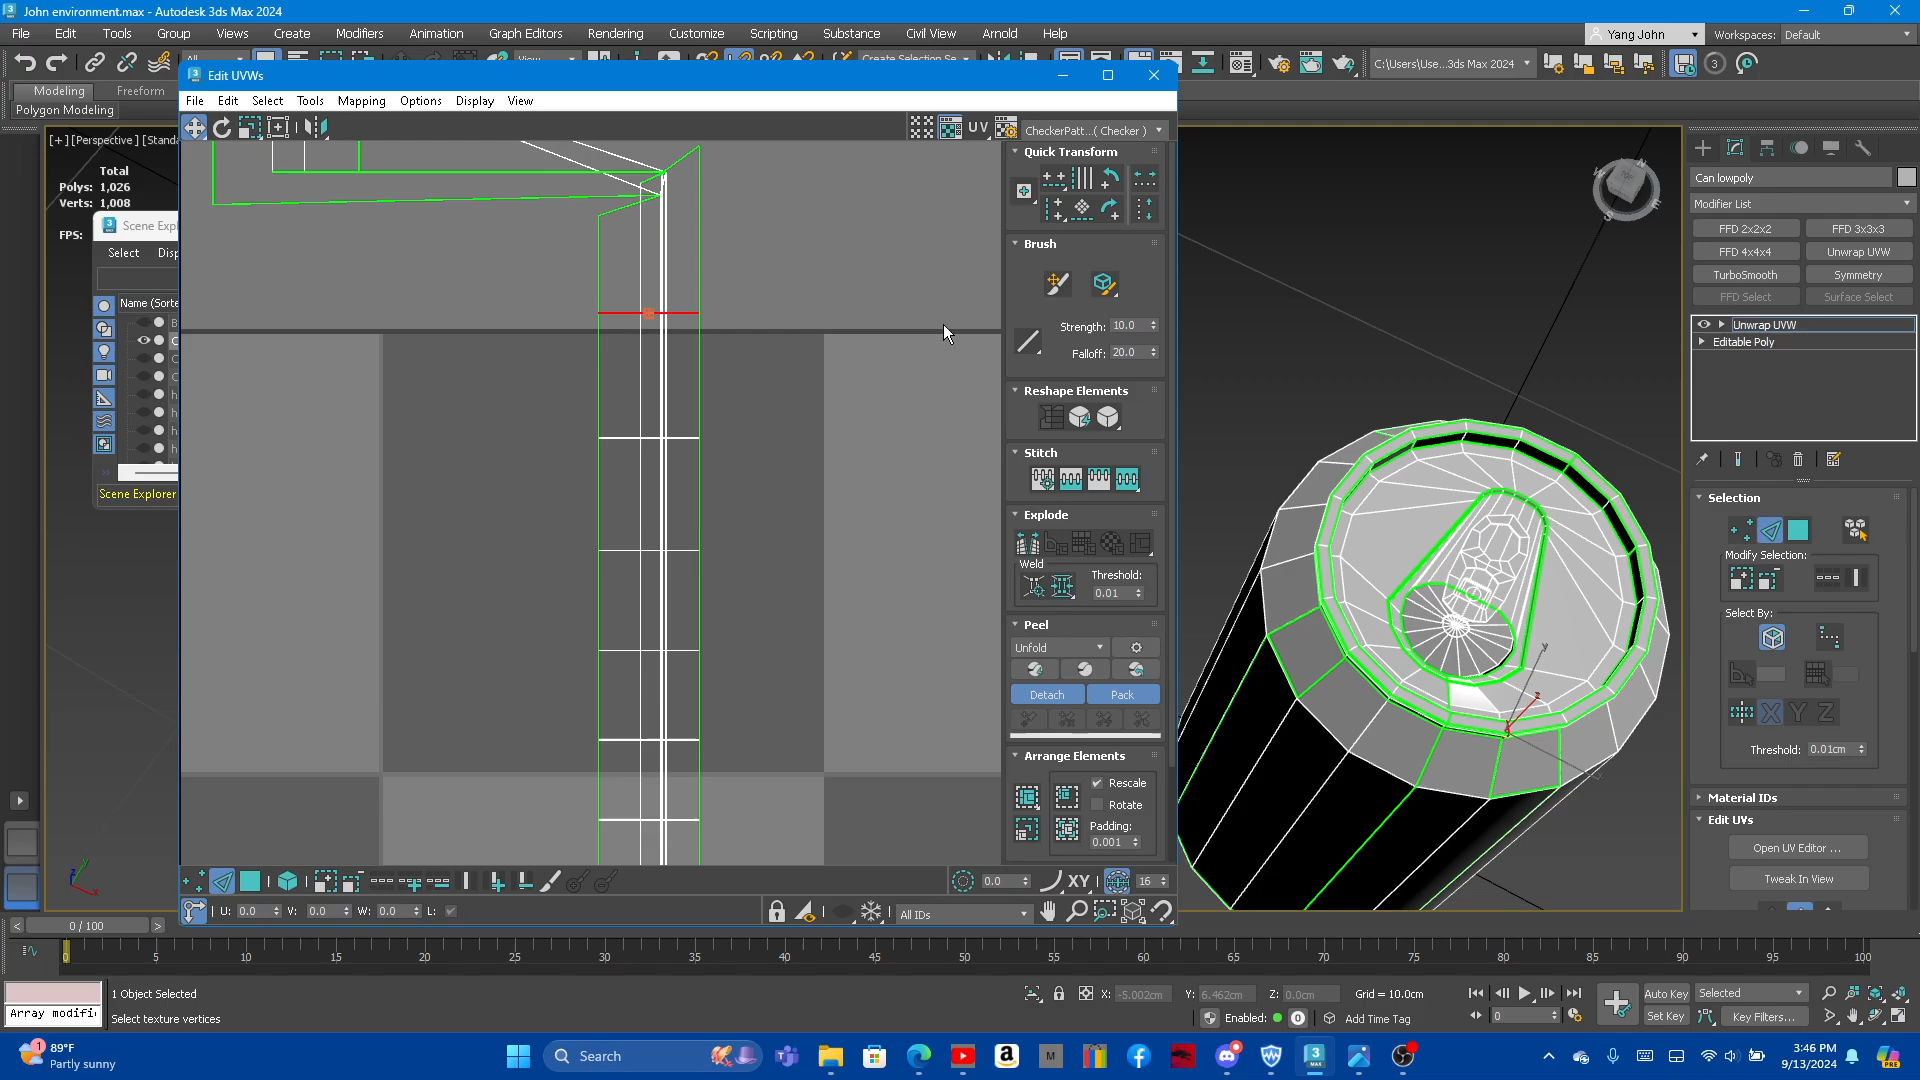 John environment.max - Autodesk 3ds Max 2024
File Edit Tools Group Views Create Modifiers Animation Graph Editors Rendering Customize Scripting Substance Civil View Arnold Help
Yang John
Workspaces: Default
C:\Users\Use...3ds Max 2024
3
Modeling Freeform
Polygon Modeling
Edit UVWs
File Edit Select Tools Mapping Options Display View
UV
CheckerPatt...( Checker )
[+][Perspective][Stand
Total
Polys: 1,026
Verts: 1,008
FPS:
Scene Exp
Select Disp
Name (Sorte
Scene Explorer
Quick Transform
Brush
Strength: 10.0
Falloff: 20.0
Reshape Elements
Stitch
Explode
Weld
Threshold:
0.01
Peel
Unfold
Detach Pack
Arrange Elements
Rescale
Rotate
Padding:
0.001
0.0 XY 16
U: 0.0 V: 0.0 W: 0.0 L:
All IDs
Can lowpoly
Modifier List
FFD 2x2x2 FFD 3x3x3
FFD 4x4x4 Unwrap UVW
TurboSmooth Symmetry
FFD Select Surface Select
Unwrap UVW
Editable Poly
Selection
Modify Selection:
Select By:
X Y Z
Threshold: 0.01cm
Material IDs
Edit UVs
Open UV Editor ...
Tweak In View
< 0 / 100 >
0 5 10 15 20 25 30 35 40 45 50 55 60 65 70 75 80 85 90 95 100
Array modifi
1 Object Selected
Select texture vertices
X: -5.002cm Y: 6.462cm Z: 0.0cm Grid = 10.0cm
Enabled: 0 Add Time Tag
0
Auto Key Selected
Set Key Key Filters...
1
89°F
Partly sunny
Search
3:46 PM
9/13/2024